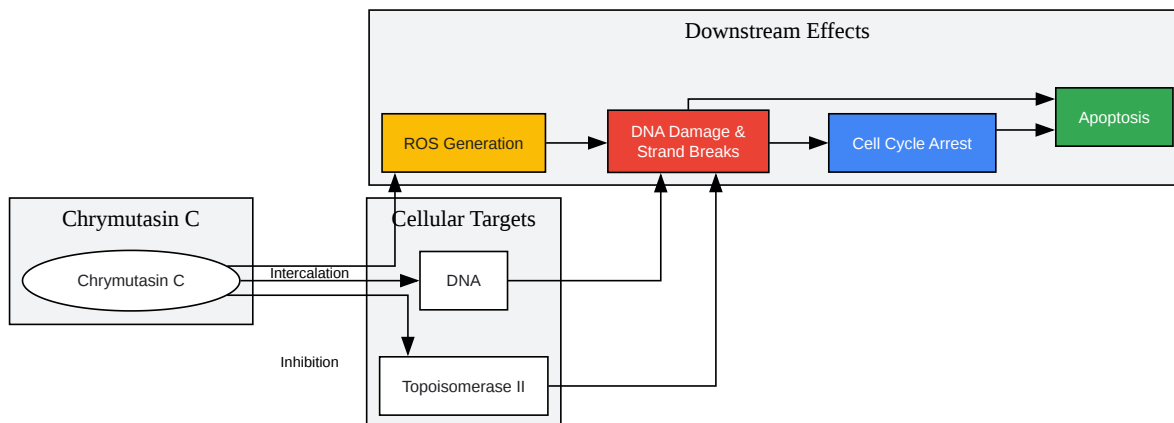 Downstream Effects
ROS Generation
DNA Damage &
Strand Breaks
Cell Cycle Arrest
Apoptosis
Chrymutasin C
Chrymutasin C
Intercalation
Inhibition
Cellular Targets
DNA
Topoisomerase II